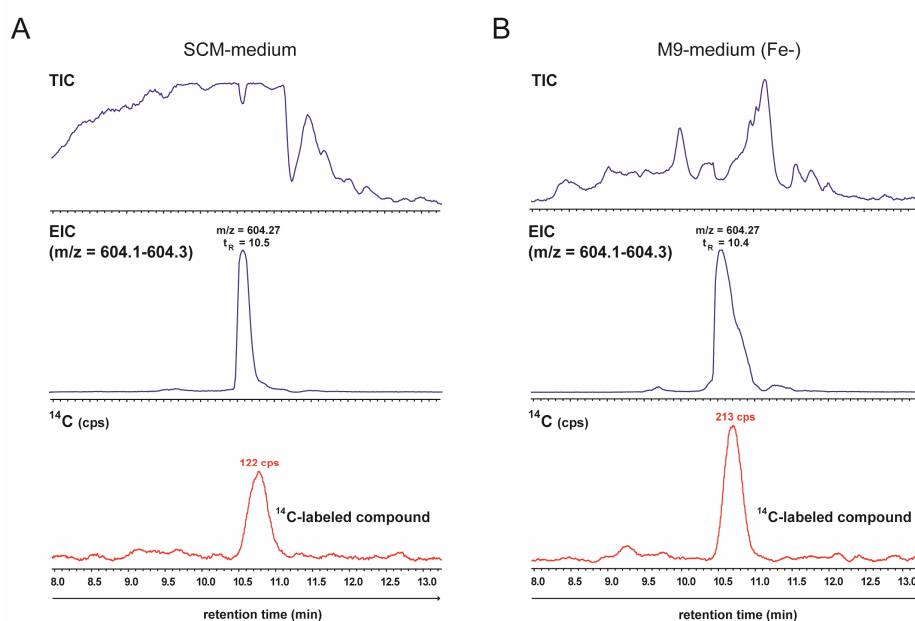 A
SCM-medium
TIC
EIC
(m/z = 604.1-604.3)
m/z = 604.27
tR = 10.5
14C (cps)
122 cps
14C-labeled compound
8.0 8.5 9.0 9.5 10.0 10.5 11.0 11.5 12.0 12.5 13.0
retention time (min)
B
M9-medium (Fe-)
TIC
EIC
(m/z = 604.1-604.3)
m/z = 604.27
tR = 10.4
14C (cps)
213 cps
14C-labeled compound
8.0 8.5 9.0 9.5 10.0 10.5 11.0 11.5 12.0 12.5 13.0
retention time (min)